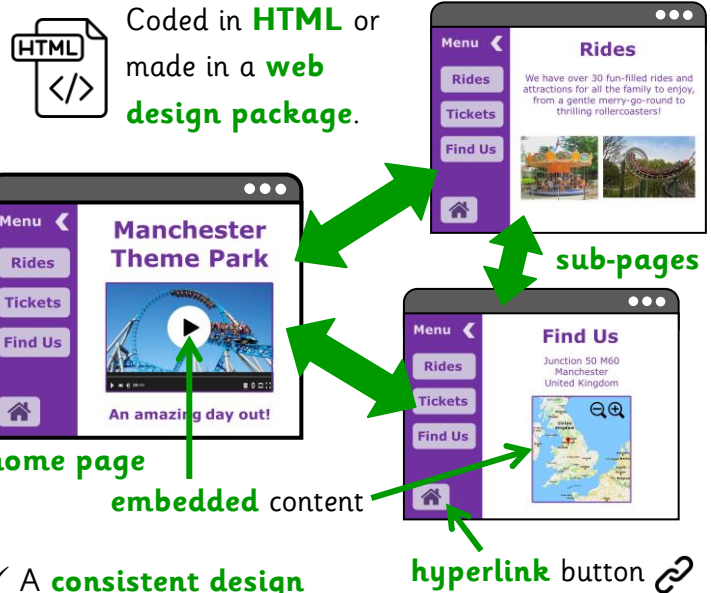 HTML
</>
Coded in HTML or
made in a web
design package.
Menu
Rides
Tickets
Find Us
Rides
We have over 30 fun-filled rides and
attractions for all the family to enjoy,
from a gentle merry-go-round to
thrilling rollercoasters!
Menu
Rides
Tickets
Find Us
Manchester
Theme Park
An amazing day out!
home page
sub-pages
Menu
Rides
Tickets
Find Us
Find Us
Junction 50 M60
Manchester
United Kingdom
embedded content
hyperlink button
✓ A consistent design